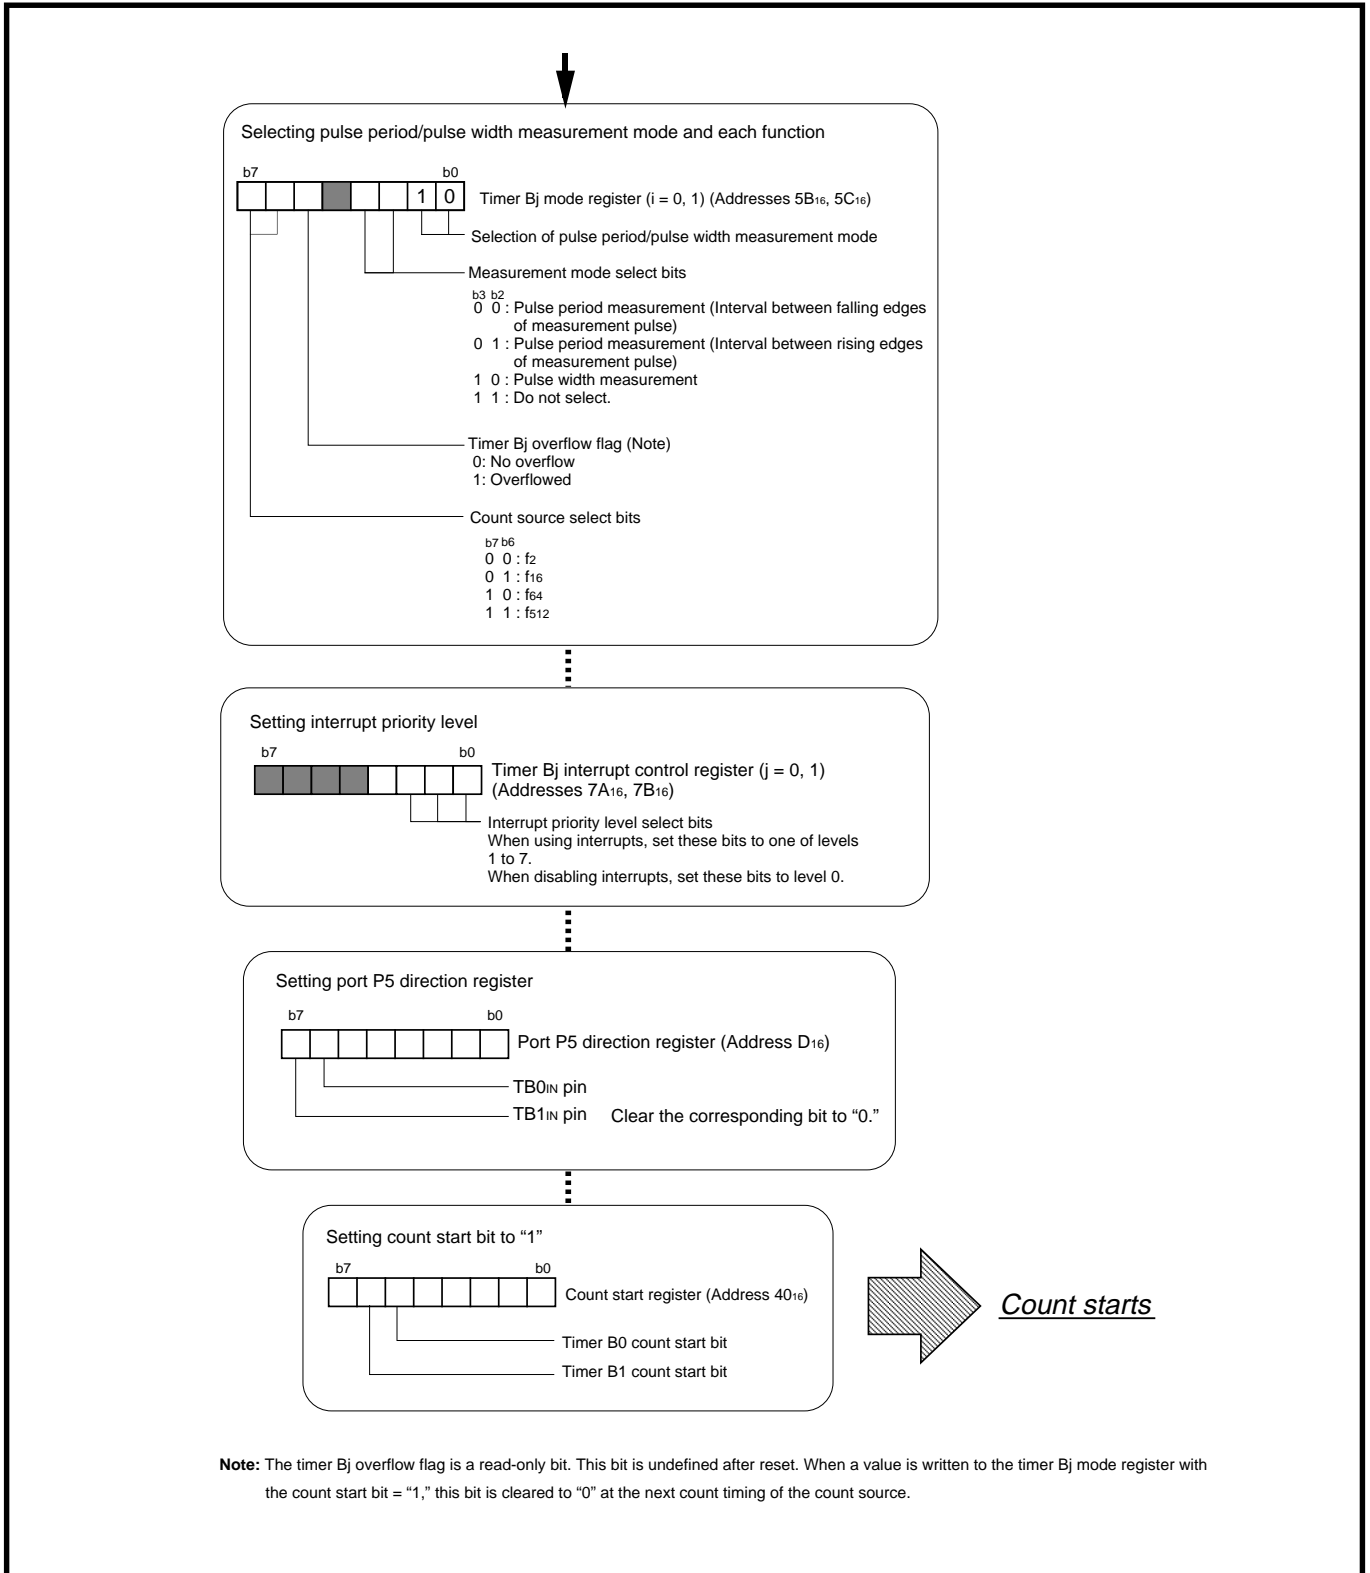 Selecting pulse period/pulse width measurement mode and each function
b7 b0
1 0 Timer Bj mode register (i = 0, 1) (Addresses 5B16, 5C16)
Selection of pulse period/pulse width measurement mode
Measurement mode select bits
b3 b2
0 0 : Pulse period measurement (Interval between falling edges
of measurement pulse)
0 1 : Pulse period measurement (Interval between rising edges
of measurement pulse)
1 0 : Pulse width measurement
1 1 : Do not select.
Timer Bj overflow flag (Note)
0: No overflow
1: Overflowed
Count source select bits
b7 b6
0 0 : f2
0 1 : f16
1 0 : f64
1 1 : f512
Setting interrupt priority level
b7 b0
Timer Bj interrupt control register (j = 0, 1)
(Addresses 7A16, 7B16)
Interrupt priority level select bits
When using interrupts, set these bits to one of levels
1 to 7.
When disabling interrupts, set these bits to level 0.
Setting port P5 direction register
b7 b0
Port P5 direction register (Address D16)
TB0IN pin
TB1IN pin Clear the corresponding bit to “0.”
Setting count start bit to “1”
b7 b0
Count start register (Address 4016)
Timer B0 count start bit
Timer B1 count start bit
Count starts
Note: The timer Bj overflow flag is a read-only bit. This bit is undefined after reset. When a value is written to the timer Bj mode register with
the count start bit = “1,” this bit is cleared to “0” at the next count timing of the count source.